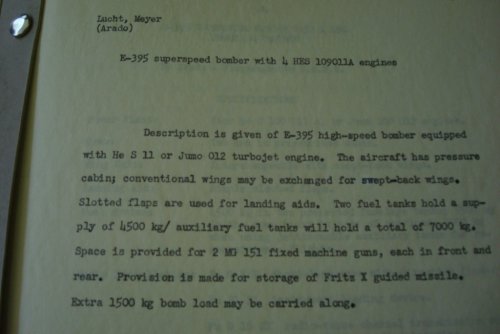 Lucht, Meyer
(Arado)
E-395 superspeed bomber with 4 HES 109011A engines
Description is given of E-395 high-speed bomber equipped
with He S 11 or Jumo 012 turbojet engine. The aircraft has pressure
cabin; conventional wings may be exchanged for swept-back wings.
Slotted flaps are used for landing aids. Two fuel tanks hold a sup-
ply of 4500 kg/ auxiliary fuel tanks will hold a total of 7000 kg.
Space is provided for 2 MG 151 fixed machine guns, each in front and
rear. Provision is made for storage of Fritz X guided missile.
Extra 1500 kg bomb load may be carried along.